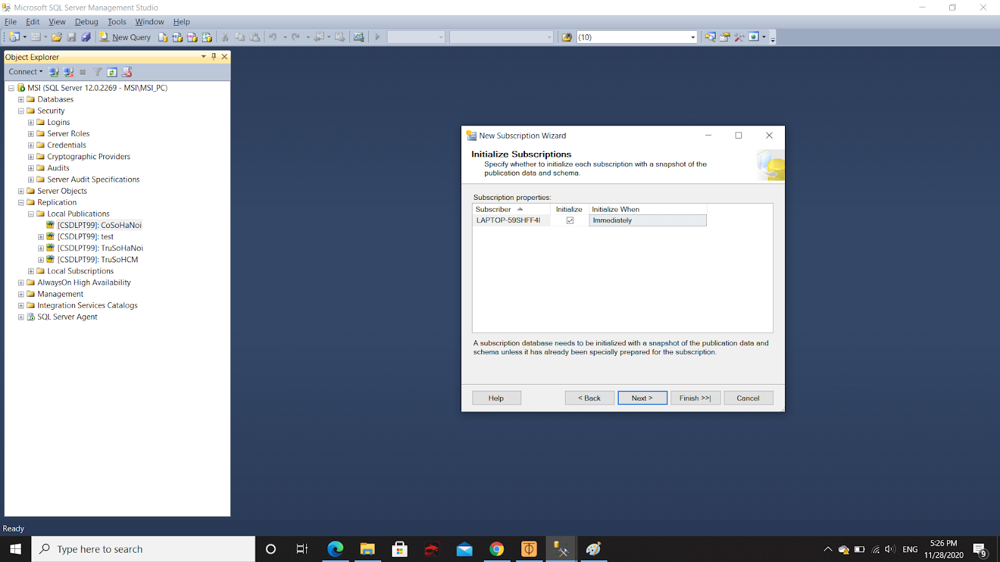 Microsoft SQL Server Management Studio
File Edit View Debug Tools Window Help
New Query
(10)
Object Explorer
Connect
MSI (SQL Server 12.0.2269 - MSI\MSI_PC)
Databases
Security
Logins
Server Roles
Credentials
Cryptographic Providers
Audits
Server Audit Specifications
Server Objects
Replication
Local Publications
[CSDLPT99]: CoSoHaNoi
[CSDLPT99]: test
[CSDLPT99]: TruSoHaNoi
[CSDLPT99]: TruSoHCM
Local Subscriptions
AlwaysOn High Availability
Management
Integration Services Catalogs
SQL Server Agent
New Subscription Wizard
Initialize Subscriptions
Specify whether to initialize each subscription with a snapshot of the
publication data and schema.
Subscription properties:
Subscriber Initialize Initialize When
LAPTOP-59SHFF4I Immediately
A subscription database needs to be initialized with a snapshot of the publication data and
schema unless it has already been specially prepared for the subscription.
Help < Back Next > Finish >>| Cancel
Ready
Type here to search
ENG
5:26 PM
11/28/2020
9